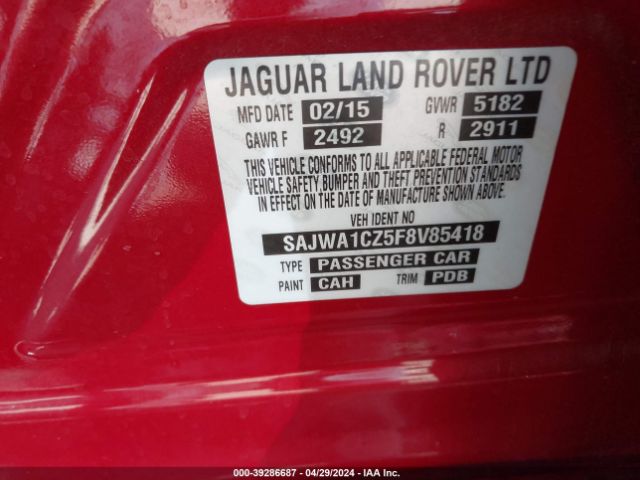 JAGUAR LAND ROVER LTD
MFD DATE 02/15 GVWR 5182
GAWR F 2492 R 2911
THIS VEHICLE CONFORMS TO ALL APPLICABLE FEDERAL MOTOR
VEHICLE SAFETY, BUMPER AND THEFT PREVENTION STANDARDS
IN EFFECT ON THE DATE OF MANUFACTURE SHOWN ABOVE.
VEH IDENT NO
SAJWA1CZ5F8V85418
TYPE PASSENGER CAR
PAINT CAH TRIM PDB
000-39286687 - 04/29/2024 - IAA Inc.